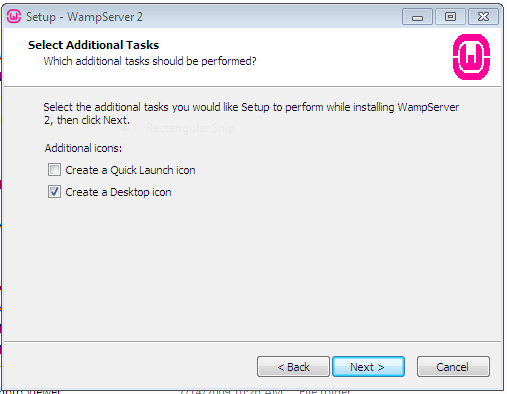 Setup - WampServer 2
Select Additional Tasks
Which additional tasks should be performed?
Select the additional tasks you would like Setup to perform while installing WampServer
2, then click Next.
Rectangular Snip
Additional icons:
Create a Quick Launch icon
Create a Desktop icon
< Back
Next >
Cancel